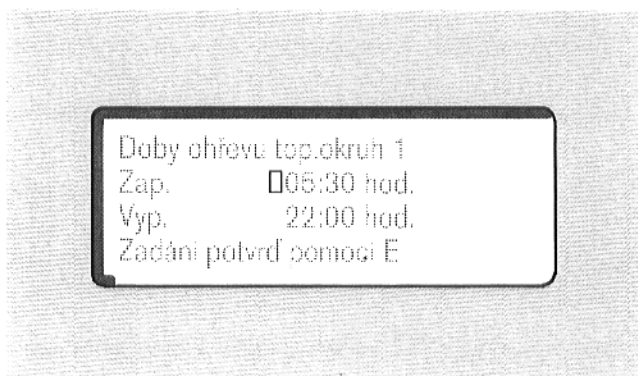 Doby ohřevu top.okruh 1
Zap. 05:30 hod.
Vyp. 22:00 hod.
Zadání potvrď pomocí E